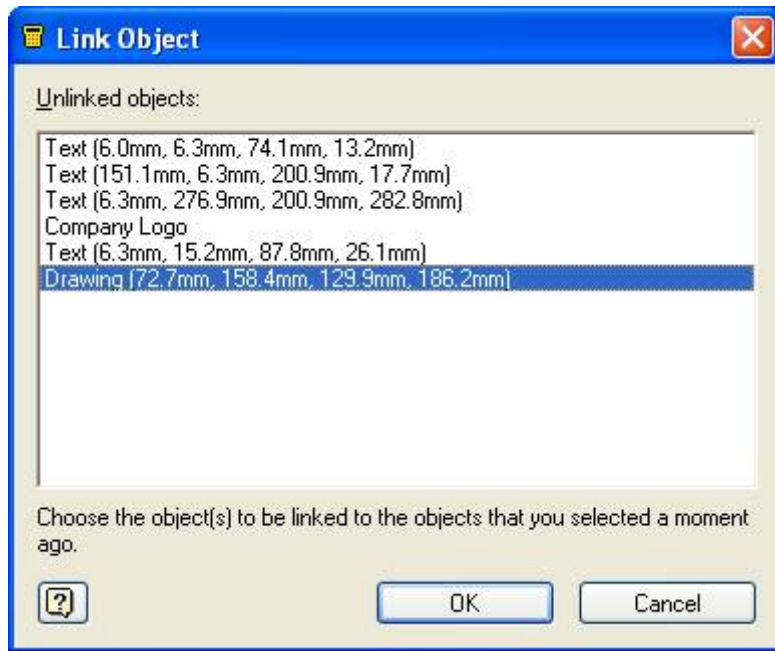 Link Object
Unlinked objects:
Text (6.0mm, 6.3mm, 74.1mm, 13.2mm)
Text (151.1mm, 6.3mm, 200.9mm, 17.7mm)
Text (6.3mm, 276.9mm, 200.9mm, 282.8mm)
Company Logo
Text (6.3mm, 15.2mm, 87.8mm, 26.1mm)
Drawing (72.7mm, 158.4mm, 129.9mm, 186.2mm)
Choose the object(s) to be linked to the objects that you selected a moment
ago.
?
OK
Cancel